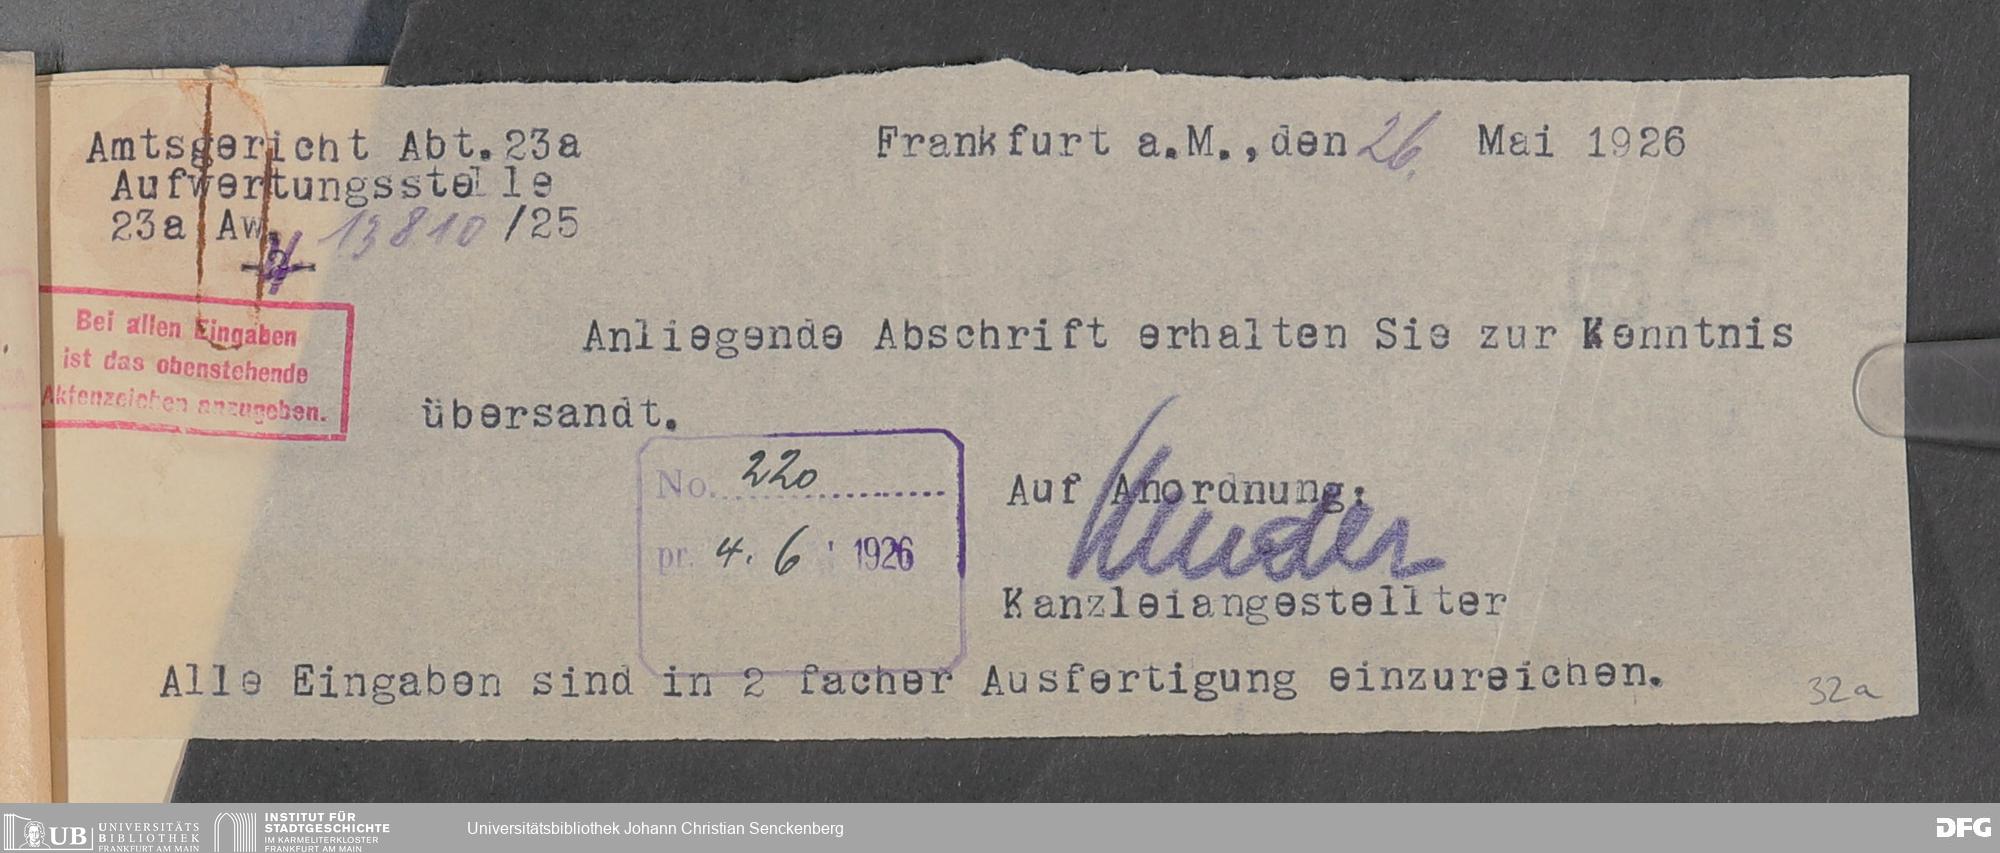 Amtsgericht Abt.23a
Aufwertungsstelle
23a Aw. 13810/25
Frankfurt a.M.,den 26. Mai 1926
Bei allen Eingaben
ist das obenstehende
Aktenzeichen anzugeben.
Anliegende Abschrift erhalten Sie zur Kenntnis
übersandt.
No. 220
pr. 4. 6. 1926
Auf Anordnung:
Kanzleiangestellter
Alle Eingaben sind in 2 facher Ausfertigung einzureichen.
32a
UB UNIVERSITÄTS
BIBLIOTHEK
FRANKFURT AM MAIN
INSTITUT FÜR
STADTGESCHICHTE
IM KARMELITERKLOSTER
FRANKFURT AM MAIN
Universitätsbibliothek Johann Christian Senckenberg
DFG